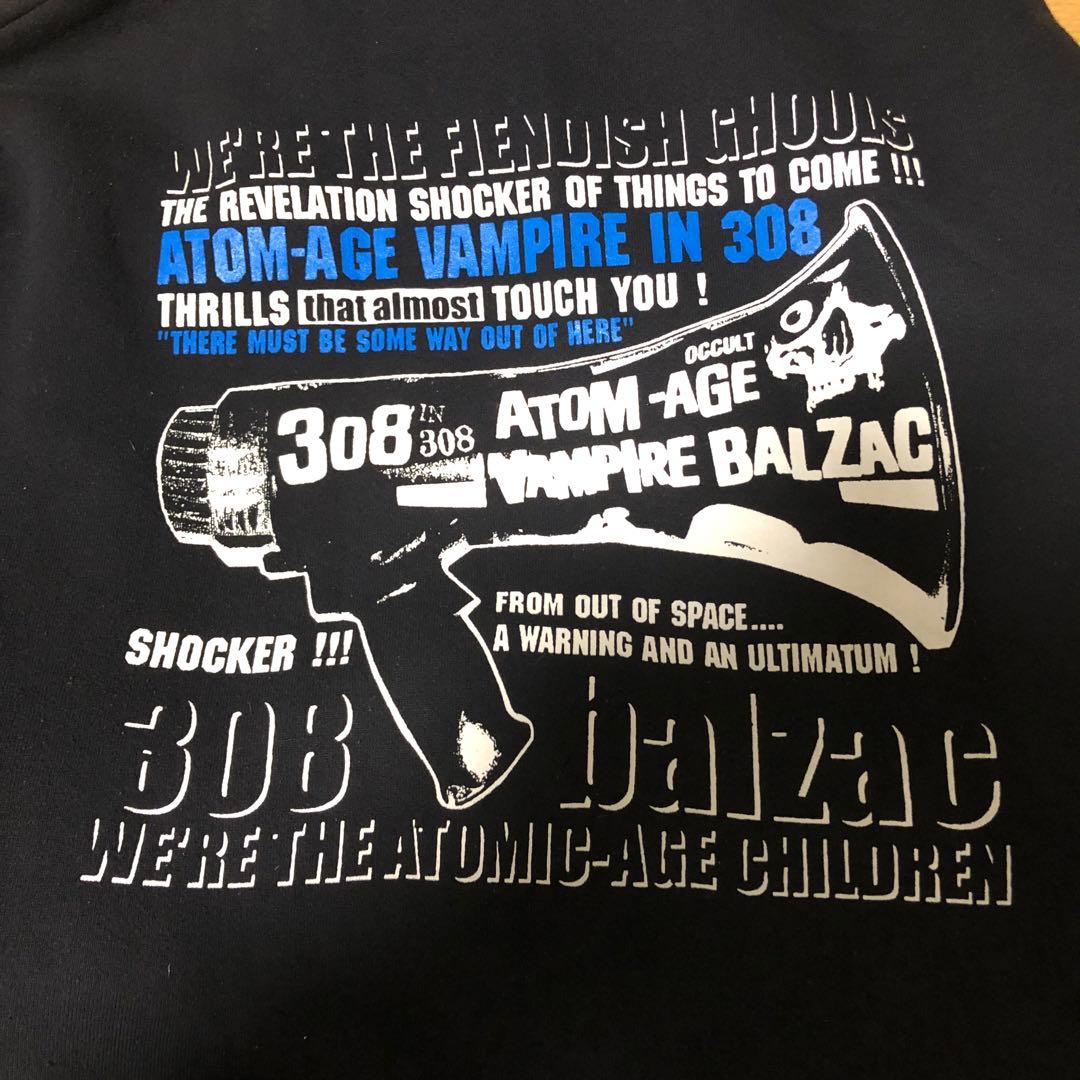 WE'RE THE FIENDISH GHOULS
THE REVELATION SHOCKER OF THINGS TO COME !!!
ATOM-AGE VAMPIRE IN 308
THRILLS that almost TOUCH YOU !
"THERE MUST BE SOME WAY OUT OF HERE"
OCCULT
308 IN 308
ATOM-AGE
VAMPIRE BALZAC
FROM OUT OF SPACE....
A WARNING AND AN ULTIMATUM !
SHOCKER !!!
308 balzac
WE'RE THE ATOMIC-AGE CHILDREN